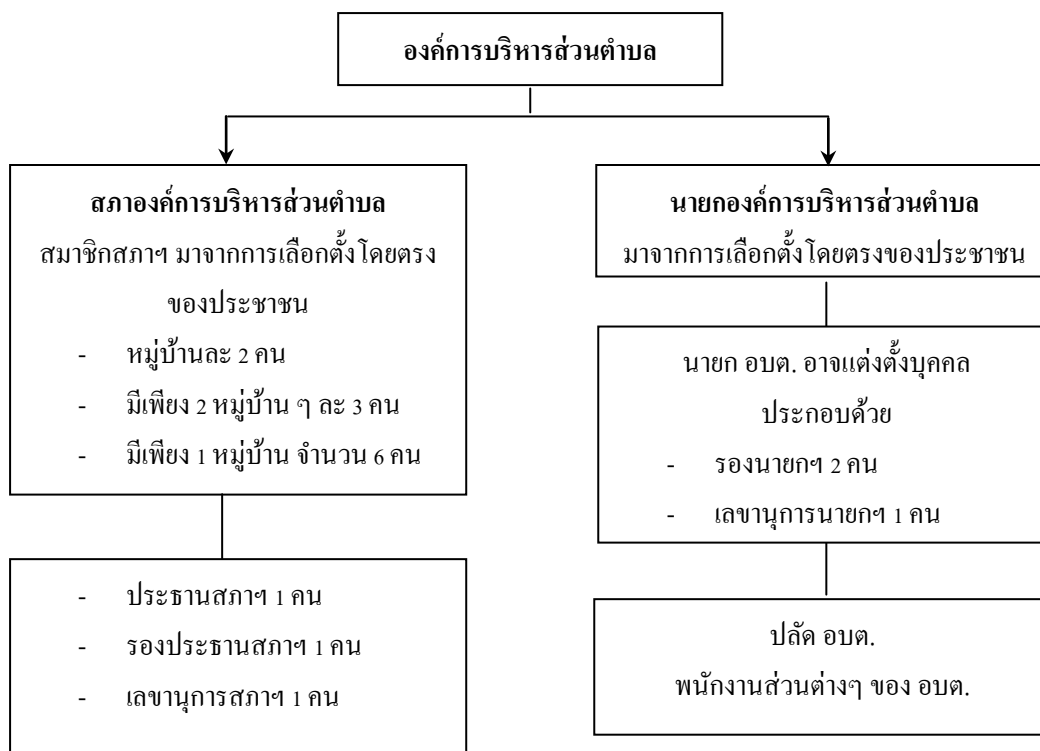 องค์การบริหารส่วนตำบล
สภาองค์การบริหารส่วนตำบล
สมาชิกสภาฯ มาจากการเลือกตั้งโดยตรง
ของประชาชน
- หมู่บ้านละ 2 คน
- มีเพียง 2 หมู่บ้าน ๆ ละ 3 คน
- มีเพียง 1 หมู่บ้าน จำนวน 6 คน
- ประธานสภาฯ 1 คน
- รองประธานสภาฯ 1 คน
- เลขานุการสภาฯ 1 คน
นายกองค์การบริหารส่วนตำบล
มาจากการเลือกตั้งโดยตรงของประชาชน
นายก อบต. อาจแต่งตั้งบุคคล
ประกอบด้วย
- รองนายกฯ 2 คน
- เลขานุการนายกฯ 1 คน
ปลัด อบต.
พนักงานส่วนต่างๆ ของ อบต.